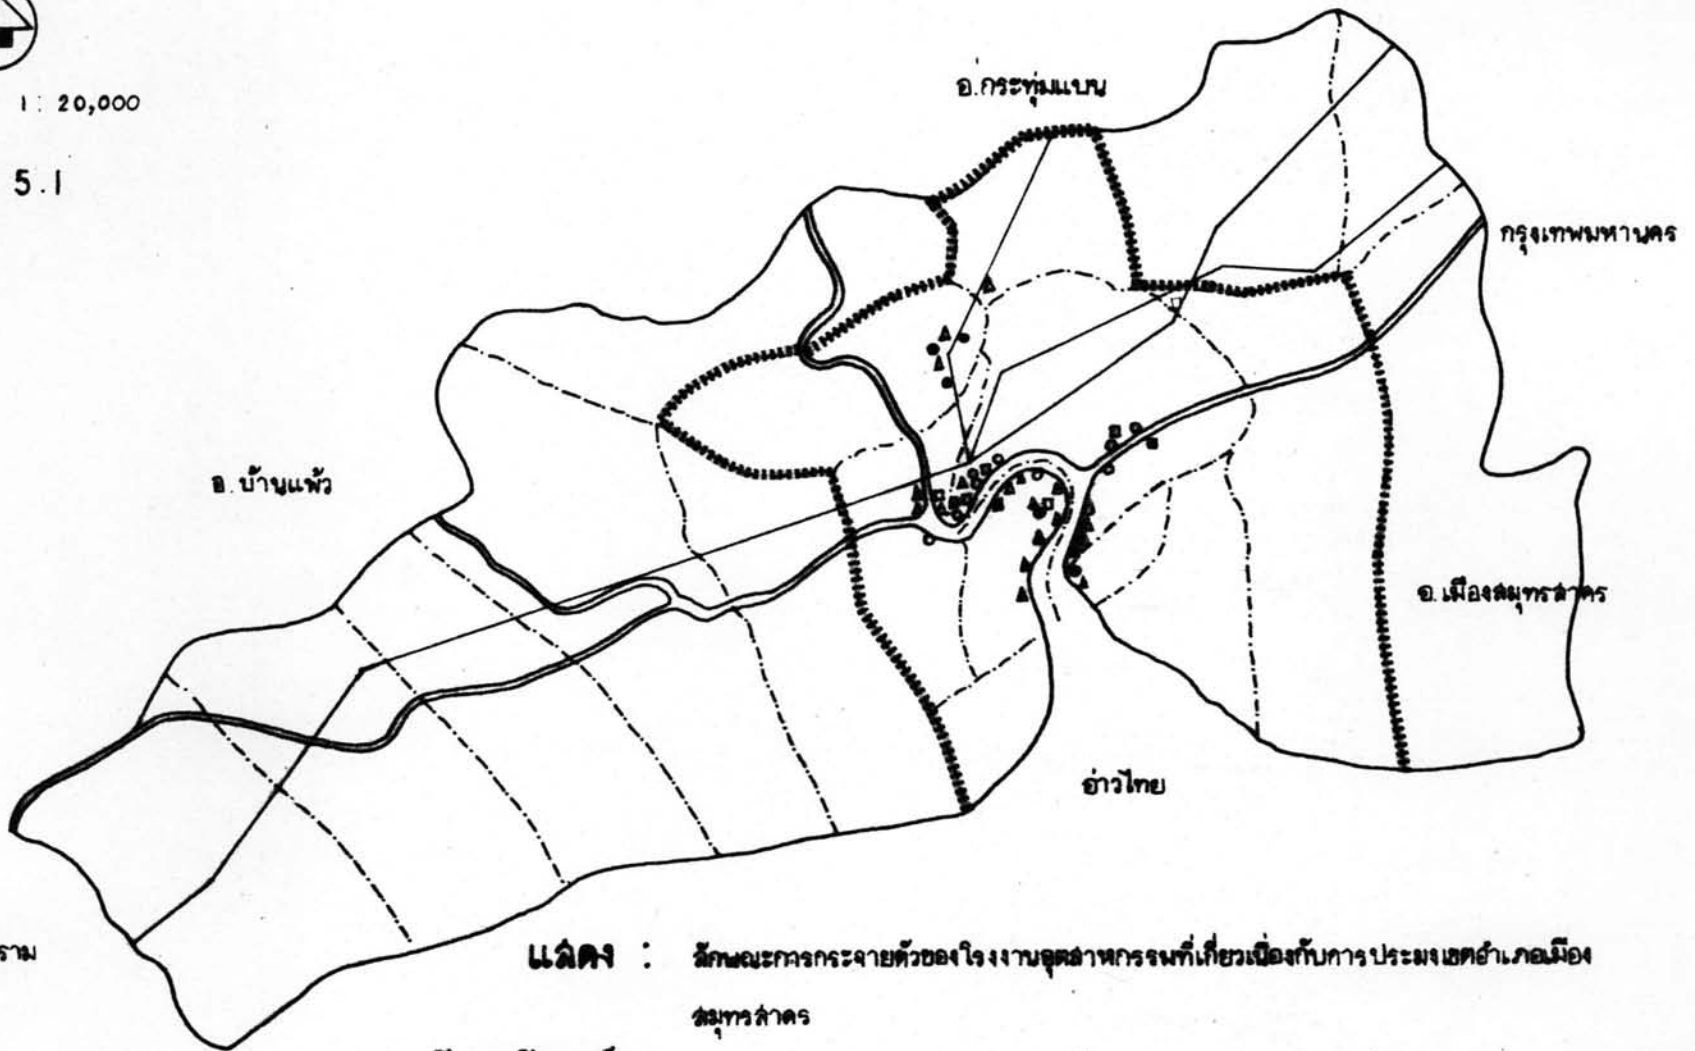 1 : 20,000
5.1
อ.กระทุ่มแบน
กรุงเทพมหานคร
อ.บ้านแพ้ว
อ.เมืองสมุทรสาคร
อ่าวไทย
ราม
แสดง : ลักษณะการกระจายตัวของโรงงานอุตสาหกรรมที่เกี่ยวเนื่องกับการประมงเขตอำเภอเมือง
สมุทรสาคร